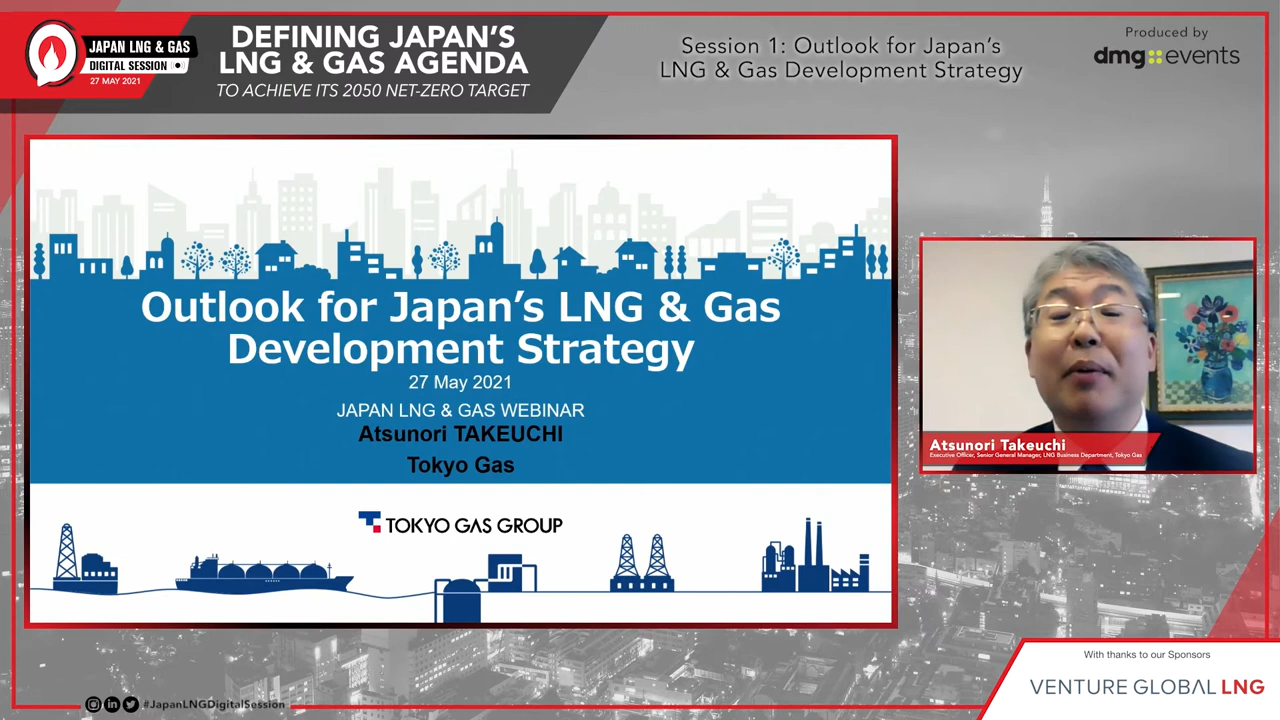 JAPAN LNG & GAS
DIGITAL SESSION
27 MAY 2021
DEFINING JAPAN'S
LNG & GAS AGENDA
TO ACHIEVE ITS 2050 NET-ZERO TARGET
Session 1: Outlook for Japan's
LNG & Gas Development Strategy
Produced by
dmg::events
Outlook for Japan's LNG & Gas
Development Strategy
27 May 2021
JAPAN LNG & GAS WEBINAR
Atsunori TAKEUCHI
Tokyo Gas
TOKYO GAS GROUP
Atsunori Takeuchi
Executive Officer, Senior General Manager, LNG Business Department, Tokyo Gas
With thanks to our Sponsors
VENTURE GLOBAL LNG
#JapanLNGDigitalSession